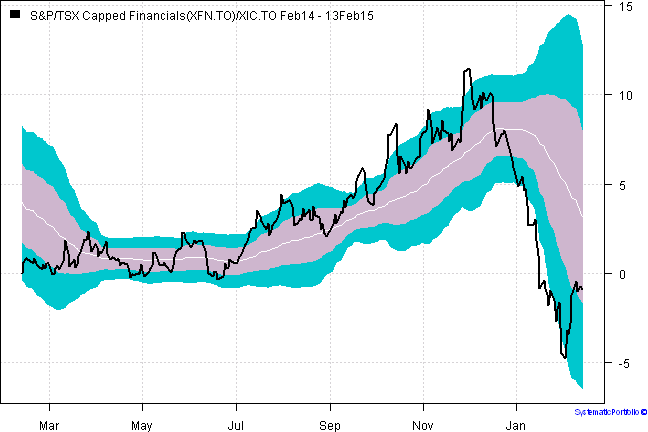 S&P/TSX Capped Financials(XFN.TO)/XIC.TO Feb14 - 13Feb15
15
10
5
0
-5
Mar May Jul Sep Nov Jan
SystematicPortfolio ©